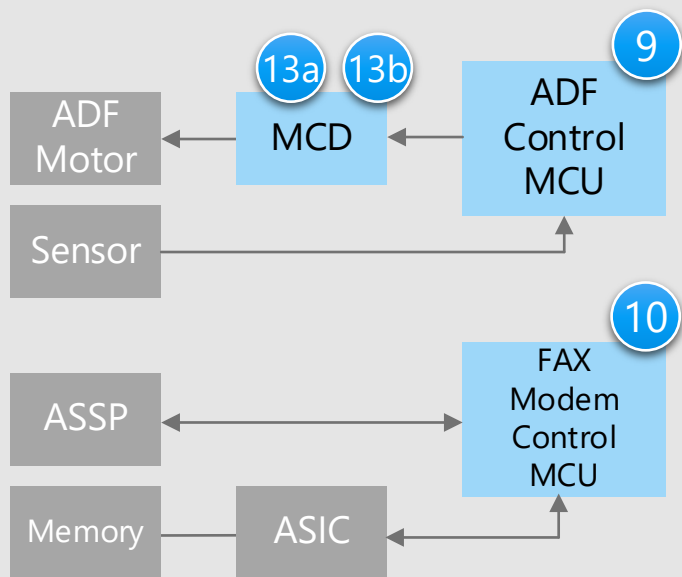 9
13a
13b
ADF
Motor
MCD
ADF
Control
MCU
Sensor
10
ASSP
FAX
Modem
Control
MCU
Memory
ASIC